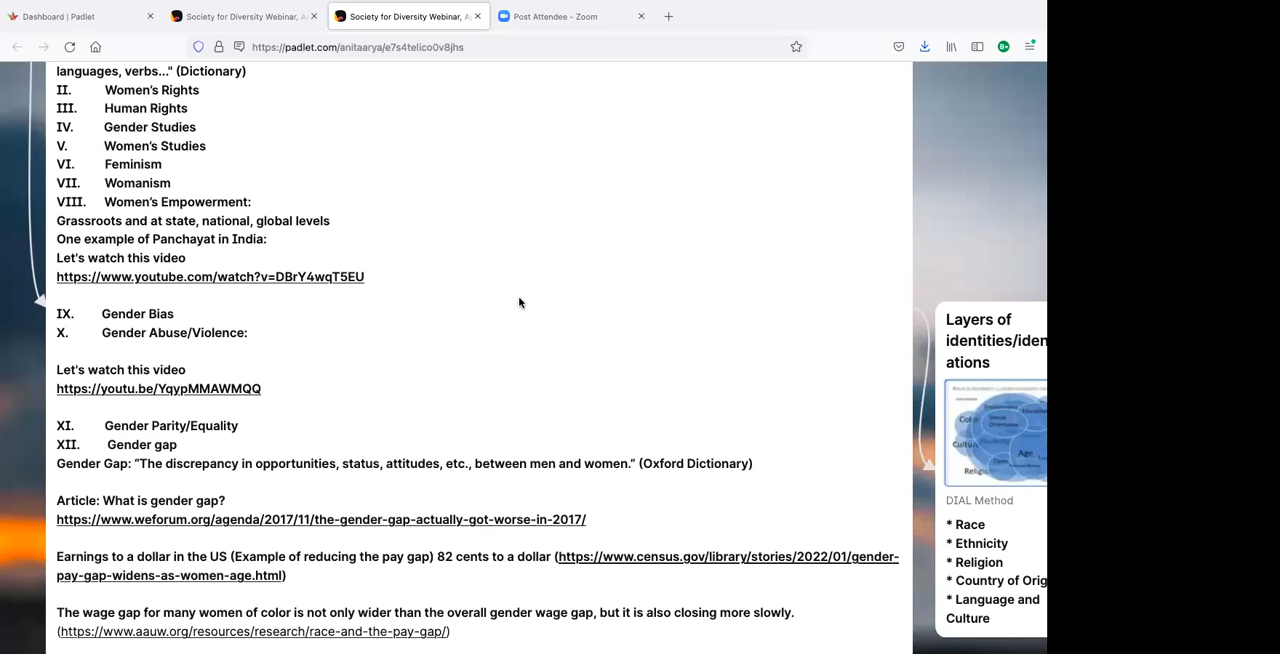 Dashboard | Padlet
Society for Diversity Webinar, A
Society for Diversity Webinar, A
Post Attendee - Zoom
https://padlet.com/anitaarya/e7s4telico0v8jhs
languages, verbs..." (Dictionary)
II. Women’s Rights
III. Human Rights
IV. Gender Studies
V. Women’s Studies
VI. Feminism
VII. Womanism
VIII. Women’s Empowerment:
Grassroots and at state, national, global levels
One example of Panchayat in India:
Let's watch this video
https://www.youtube.com/watch?v=DBrY4wqT5EU
IX. Gender Bias
X. Gender Abuse/Violence:
Let's watch this video
https://youtu.be/YqypMMAWMQQ
XI. Gender Parity/Equality
XII. Gender gap
Gender Gap: “The discrepancy in opportunities, status, attitudes, etc., between men and women.” (Oxford Dictionary)
Article: What is gender gap?
https://www.weforum.org/agenda/2017/11/the-gender-gap-actually-got-worse-in-2017/
Earnings to a dollar in the US (Example of reducing the pay gap) 82 cents to a dollar (https://www.census.gov/library/stories/2022/01/gender-
pay-gap-widens-as-women-age.html)
The wage gap for many women of color is not only wider than the overall gender wage gap, but it is also closing more slowly.
(https://www.aauw.org/resources/research/race-and-the-pay-gap/)
Layers of
identities/iden
ations
Age
DIAL Method
* Race
* Ethnicity
* Religion
* Country of Orig
* Language and
Culture